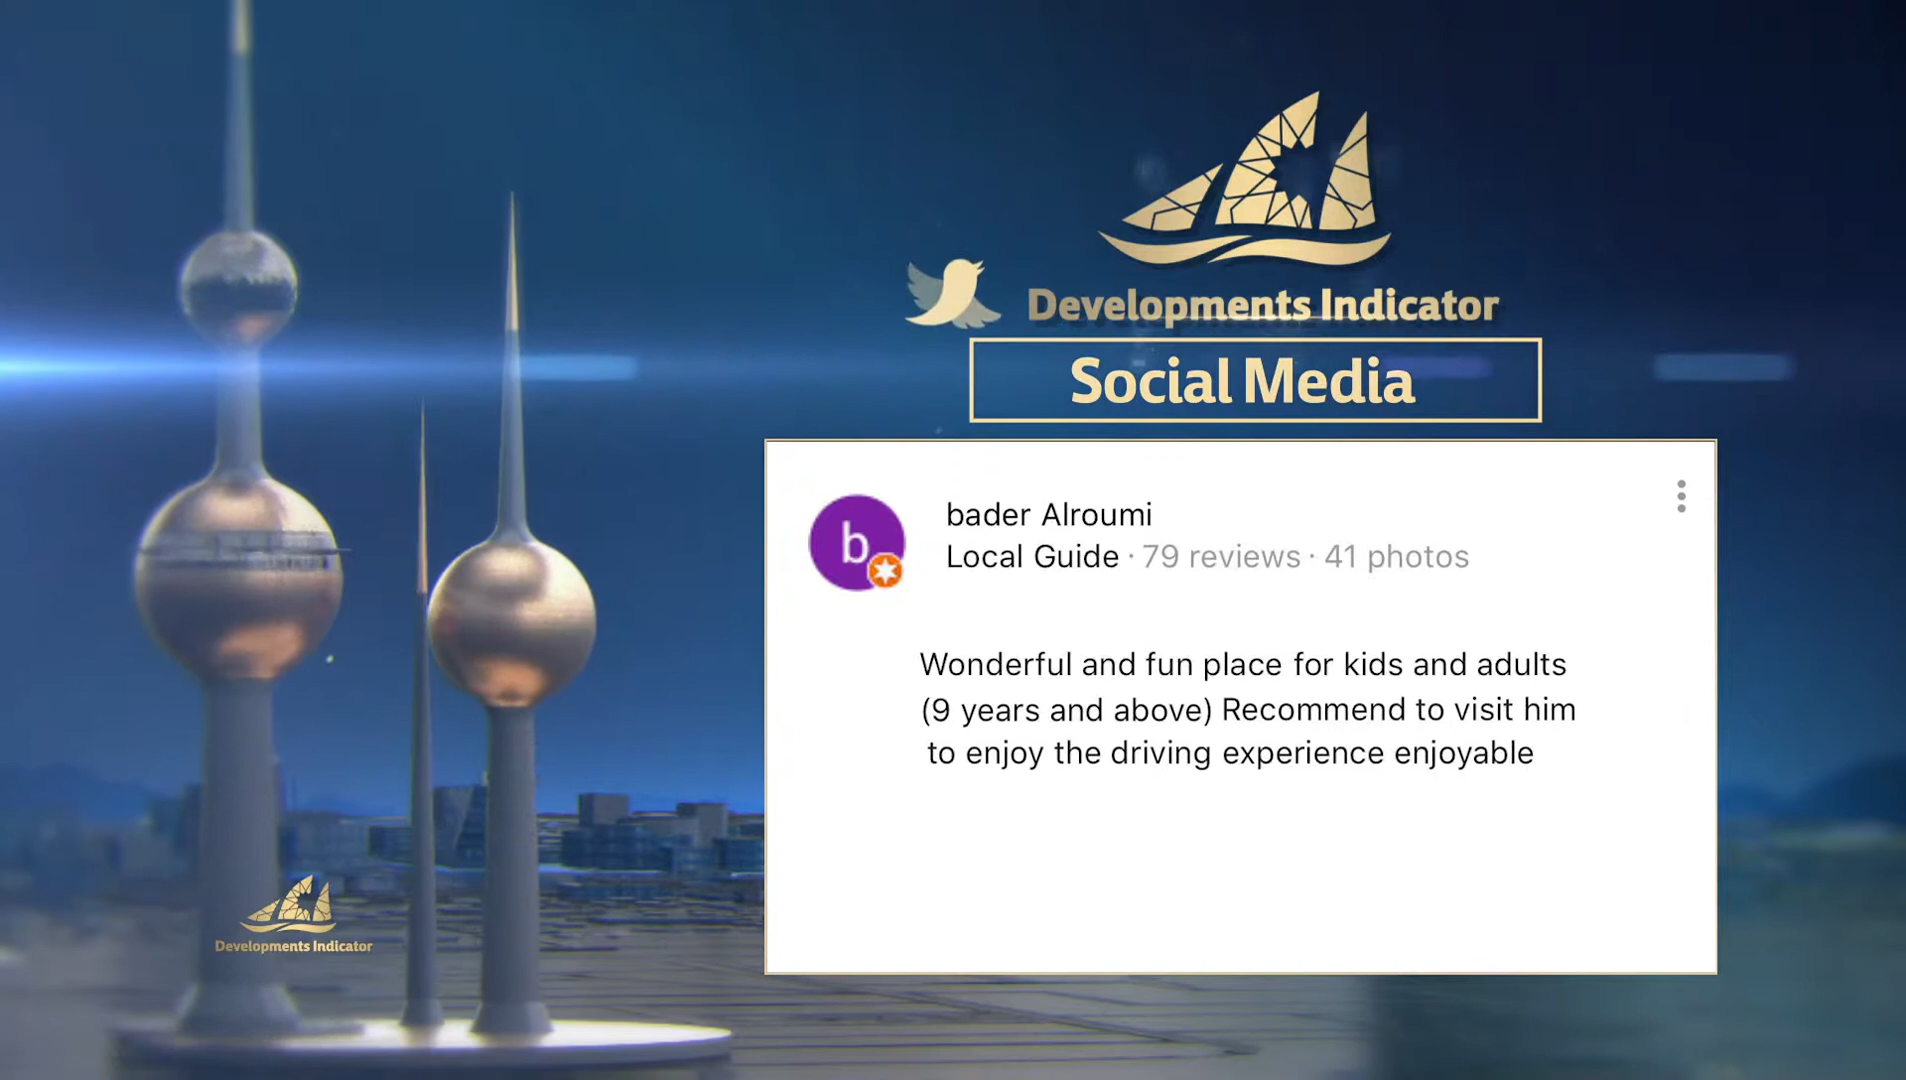 Developments Indicator
Social Media
b
bader Alroumi
Local Guide · 79 reviews · 41 photos
Wonderful and fun place for kids and adults
(9 years and above) Recommend to visit him
to enjoy the driving experience enjoyable
Developments Indicator